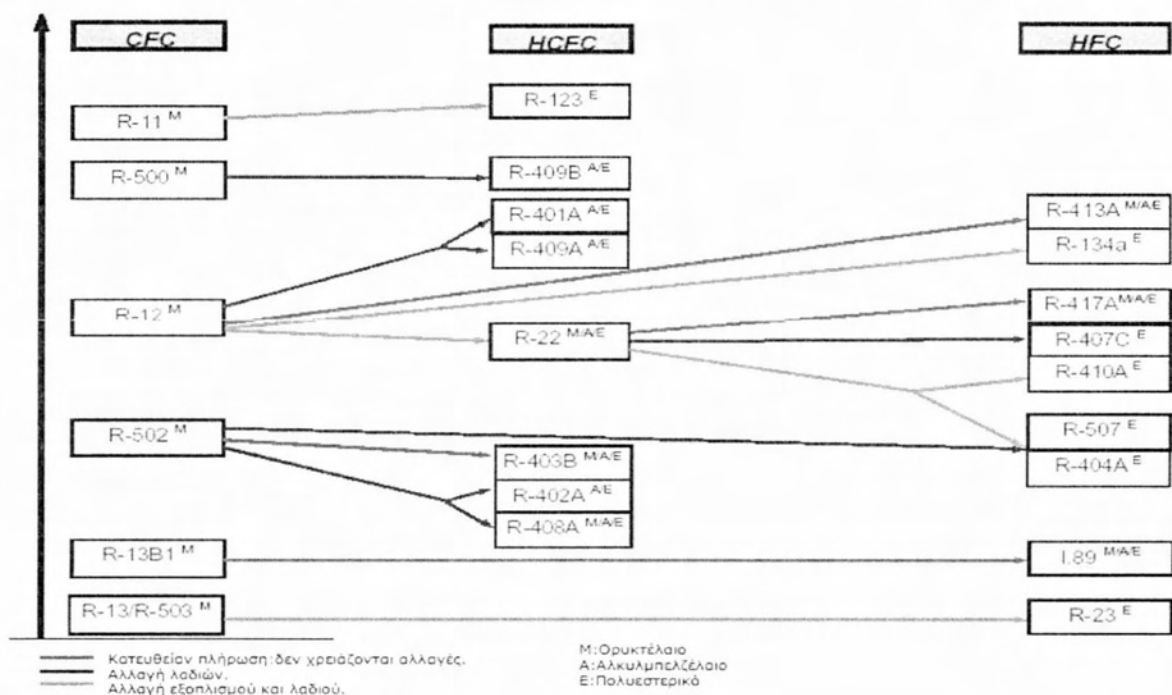 CFC
HCFC
HFC
R-11 M
R-123 E
R-500 M
R-409B A/E
R-401A A/E
R-409A A/E
R-413A M/A/E
R-134a E
R-12 M
R-22 M/A/E
R-417A M/A/E
R-407C E
R-410A E
R-502 M
R-507 E
R-404A E
R-403B M/A/E
R-402A A/E
R-408A M/A/E
R-13B1 M
I.89 M/A/E
R-13/R-503 M
R-23 E
Κατευθείαν πλήρωση:δεν χρειάζονται αλλαγές.
Αλλαγή λαδιών.
Αλλαγή εξοπλισμού και λαδιού.
Μ:Ορυκτέλαιο
Α:Αλκυλμπελζέλαιο
Ε:Πολυεστερικό